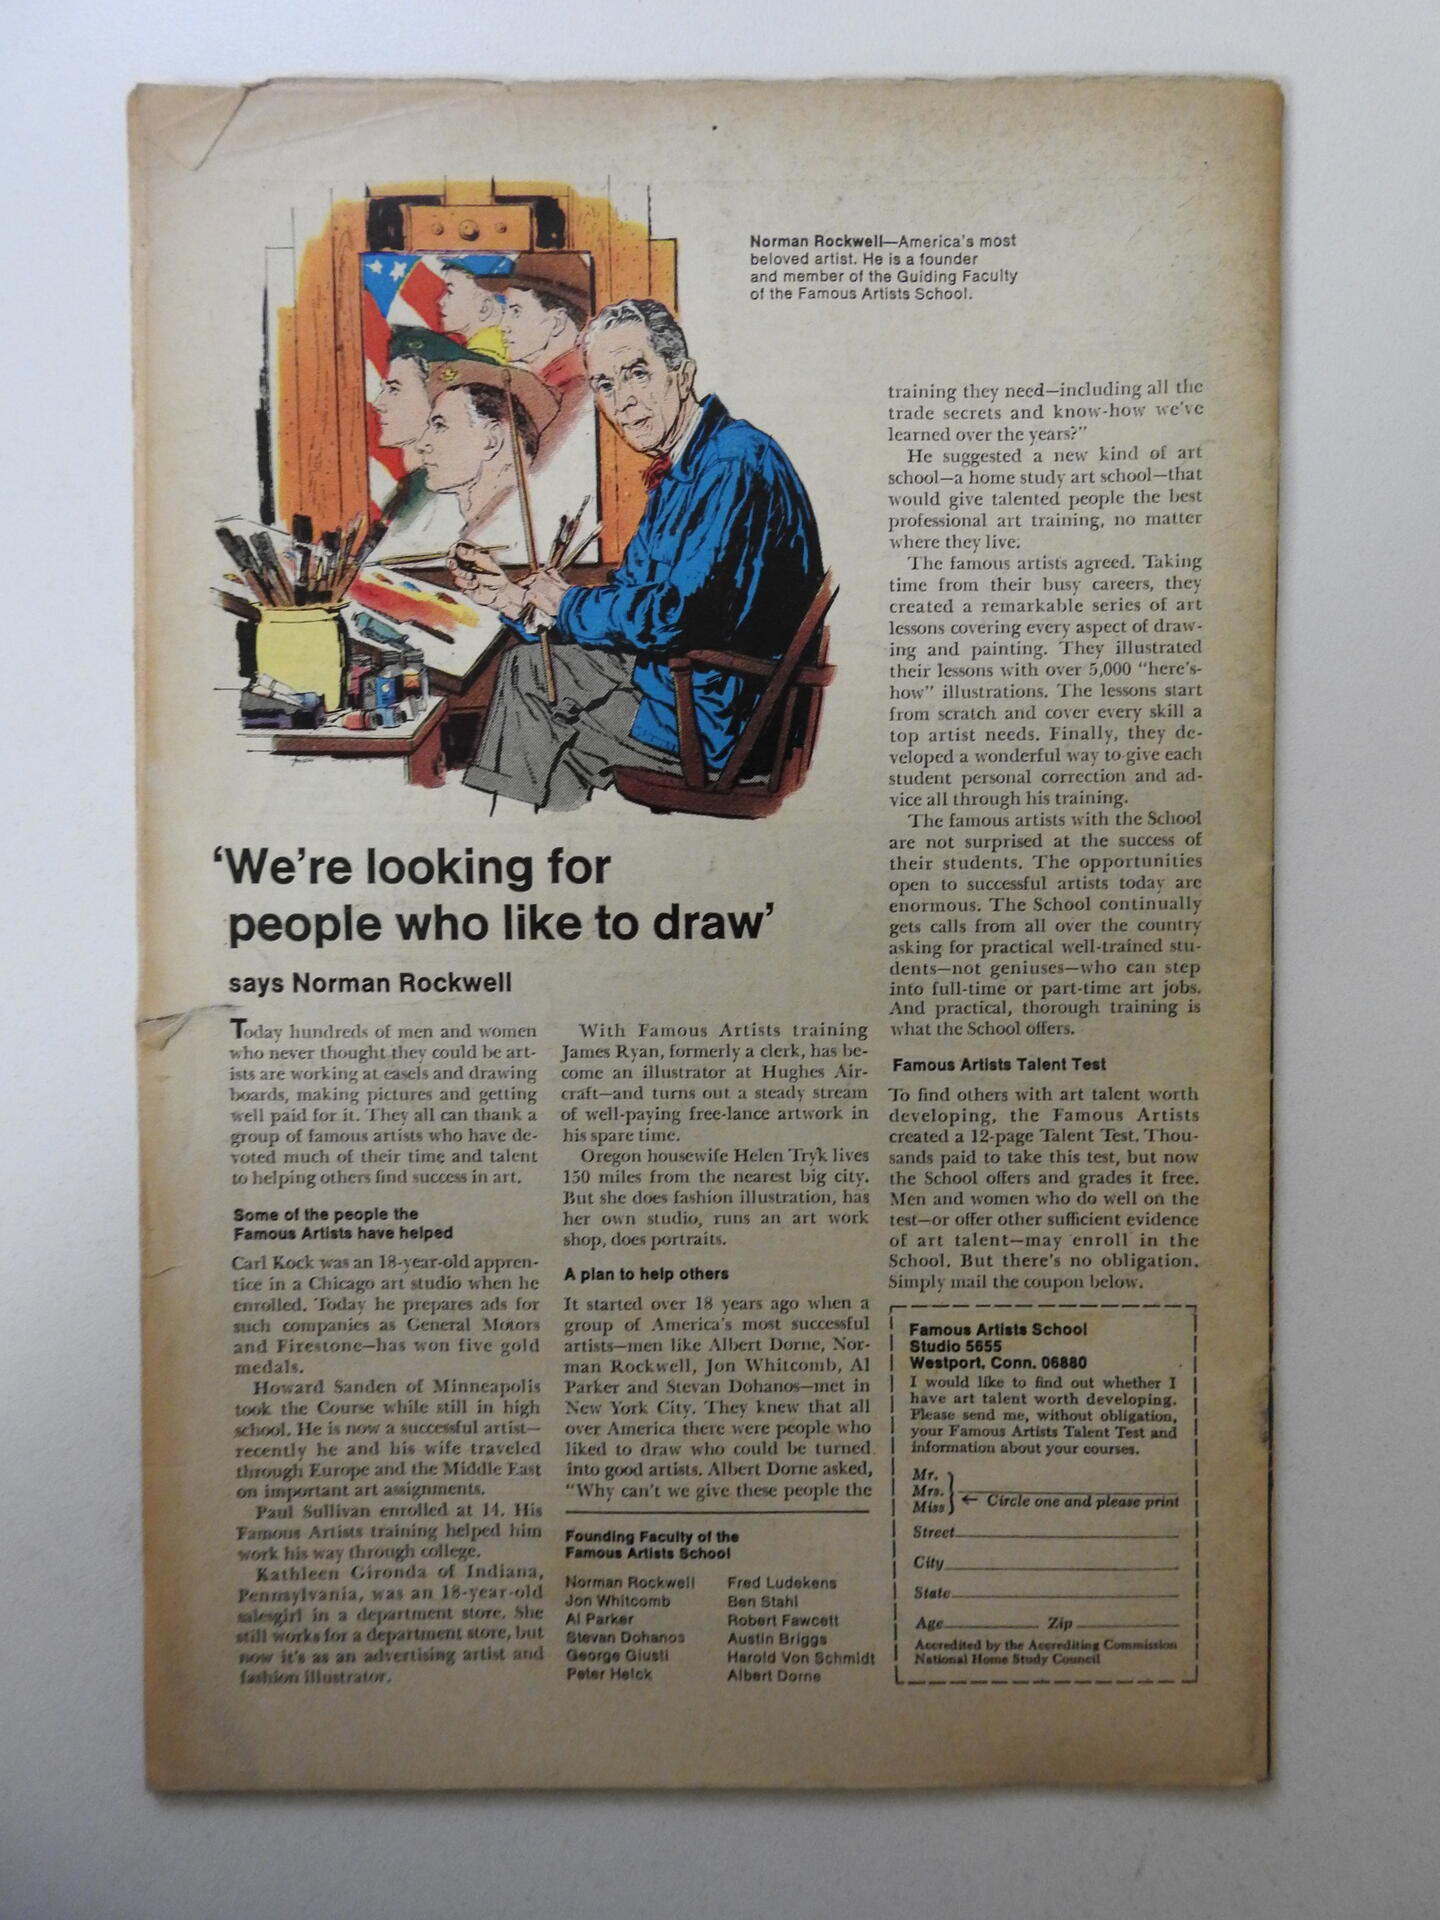 Norman Rockwell—America's most
beloved artist. He is a founder
and member of the Guiding Faculty
of the Famous Artists School.
'We're looking for
people who like to draw'
says Norman Rockwell
Today hundreds of men and women
who never thought they could be art-
ists are working at easels and drawing
boards, making pictures and getting
well paid for it. They all can thank a
group of famous artists who have de-
voted much of their time and talent
to helping others find success in art.
Some of the people the
Famous Artists have helped
Carl Kock was an 18-year-old appren-
tice in a Chicago art studio when he
enrolled. Today he prepares ads for
such companies as General Motors
and Firestone—has won five gold
medals.
Howard Sanden of Minneapolis
took the Course while still in high
school. He is now a successful artist—
recently he and his wife traveled
through Europe and the Middle East
on important art assignments.
Paul Sullivan enrolled at 14. His
Famous Artists training helped him
work his way through college.
Kathleen Gironda of Indiana,
Pennsylvania, was an 18-year-old
salesgirl in a department store. She
still works for a department store, but
now it's as an advertising artist and
fashion illustrator.
With Famous Artists training
James Ryan, formerly a clerk, has be-
come an illustrator at Hughes Air-
craft—and turns out a steady stream
of well-paying free-lance artwork in
his spare time.
Oregon housewife Helen Tryk lives
150 miles from the nearest big city.
But she does fashion illustration, has
her own studio, runs an art work
shop, does portraits.
A plan to help others
It started over 18 years ago when a
group of America's most successful
artists—men like Albert Dorne, Nor-
man Rockwell, Jon Whitcomb, Al
Parker and Stevan Dohanos—met in
New York City. They knew that all
over America there were people who
liked to draw who could be turned
into good artists. Albert Dorne asked,
"Why can't we give these people the
Founding Faculty of the
Famous Artists School
Norman Rockwell
Jon Whitcomb
Al Parker
Stevan Dohanos
George Giusti
Peter Helck
Fred Ludekens
Ben Stahl
Robert Fawcett
Austin Briggs
Harold Von Schmidt
Albert Dorne
training they need—including all the
trade secrets and know-how we've
learned over the years?"
He suggested a new kind of art
school—a home study art school—that
would give talented people the best
professional art training, no matter
where they live.
The famous artists agreed. Taking
time from their busy careers, they
created a remarkable series of art
lessons covering every aspect of draw-
ing and painting. They illustrated
their lessons with over 5,000 "here's-
how" illustrations. The lessons start
from scratch and cover every skill a
top artist needs. Finally, they de-
veloped a wonderful way to give each
student personal correction and ad-
vice all through his training.
The famous artists with the School
are not surprised at the success of
their students. The opportunities
open to successful artists today are
enormous. The School continually
gets calls from all over the country
asking for practical well-trained stu-
dents—not geniuses—who can step
into full-time or part-time art jobs.
And practical, thorough training is
what the School offers.
Famous Artists Talent Test
To find others with art talent worth
developing, the Famous Artists
created a 12-page Talent Test. Thou-
sands paid to take this test, but now
the School offers and grades it free.
Men and women who do well on the
test—or offer other sufficient evidence
of art talent—may enroll in the
School. But there's no obligation.
Simply mail the coupon below.
Famous Artists School
Studio 5655
Westport, Conn. 06880
I would like to find out whether I
have art talent worth developing.
Please send me, without obligation,
your Famous Artists Talent Test and
information about your courses.
Mr.
Mrs.
Miss
← Circle one and please print
Street
City
State
Age Zip
Accredited by the Accrediting Commission
National Home Study Council